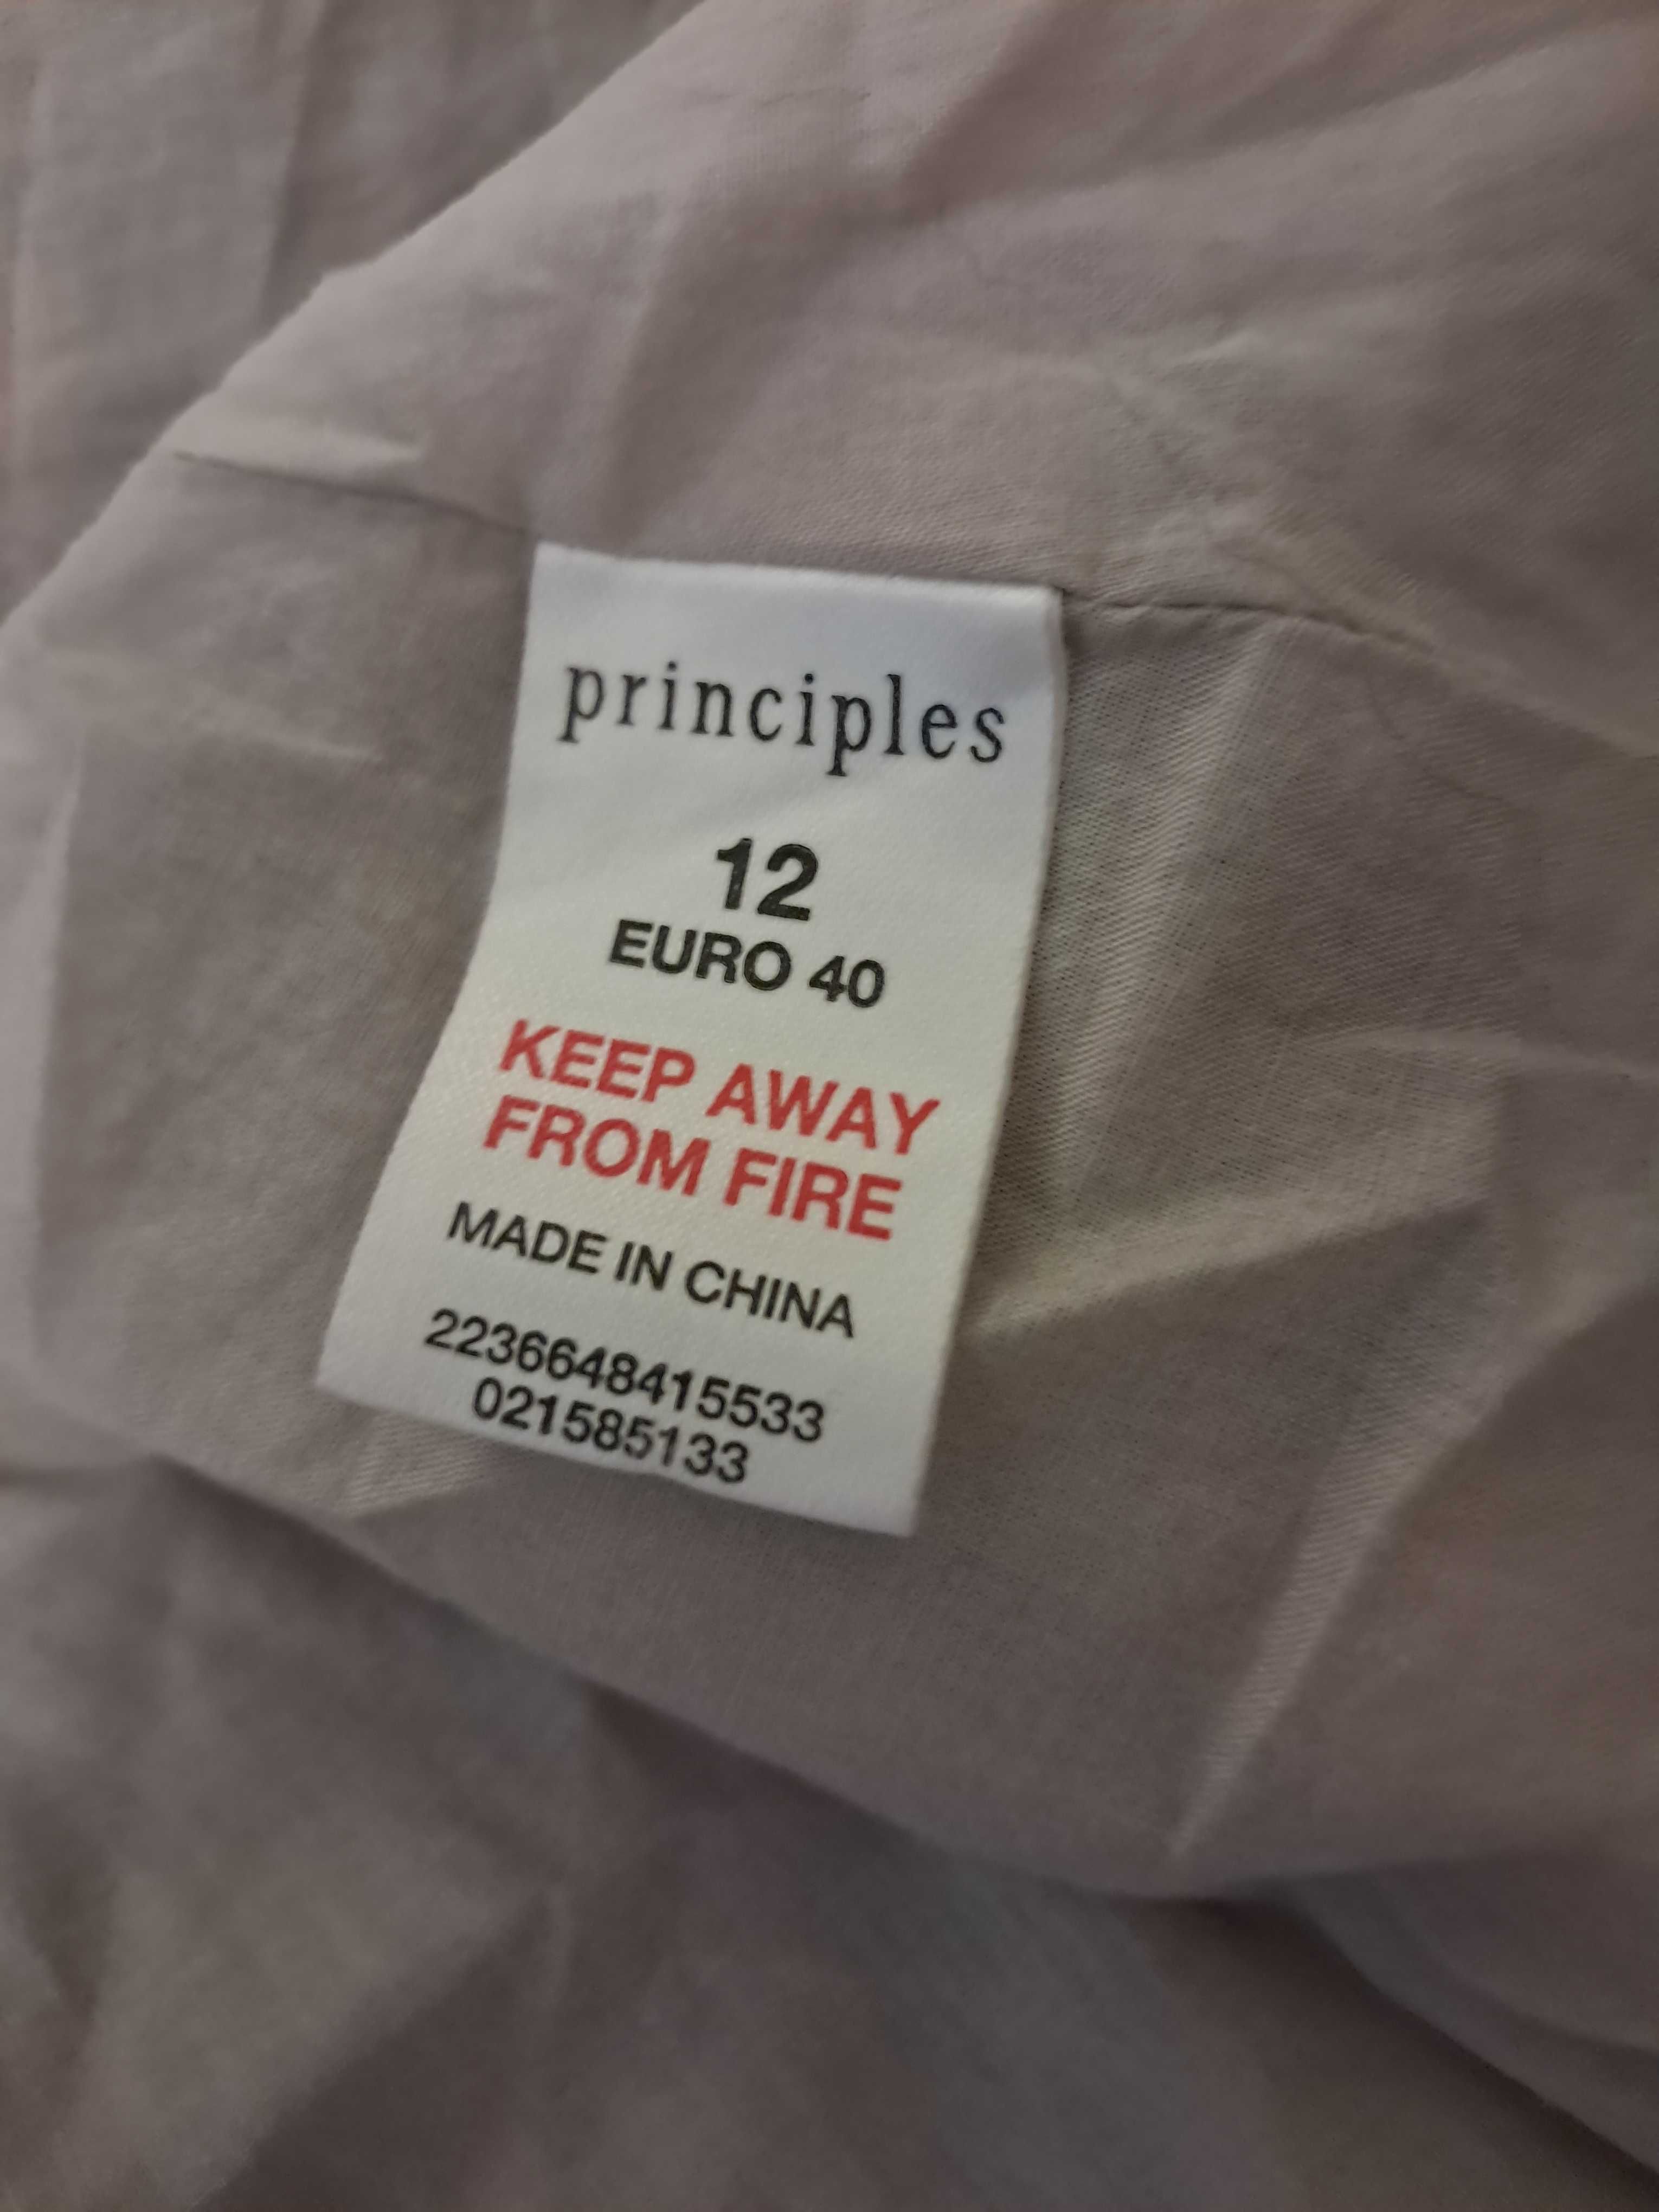 principles
12
EURO 40
KEEP AWAY
FROM FIRE
MADE IN CHINA
2236648415533
021585133